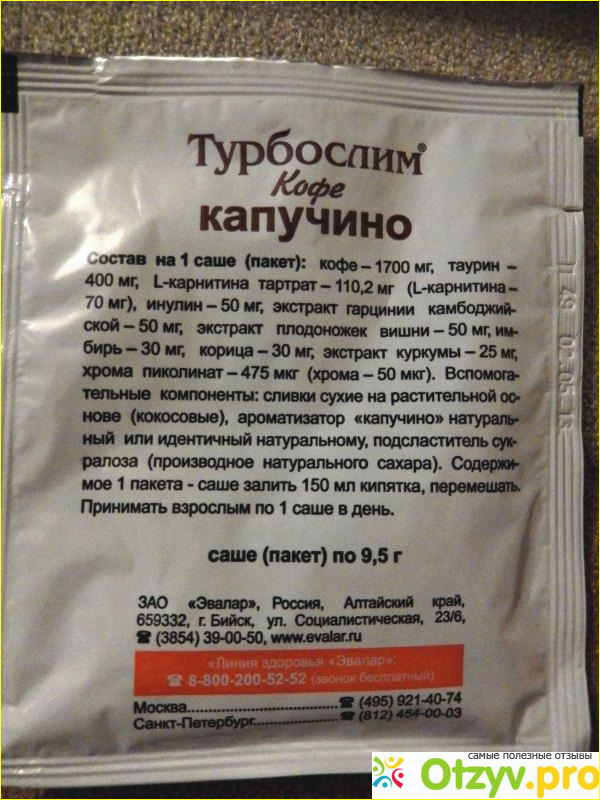 Турбослим®
Кофе
капучино
Состав на 1 саше (пакет): кофе – 1700 мг, таурин –
400 мг, L-карнитина тартрат – 110,2 мг (L-карнитина –
70 мг), инулин – 50 мг, экстракт гарцинии камбоджий-
ской – 50 мг, экстракт плодоножек вишни – 50 мг, им-
бирь – 30 мг, корица – 30 мг, экстракт куркумы – 25 мг,
хрома пиколинат – 475 мкг (хрома – 50 мкг). Вспомога-
тельные компоненты: сливки сухие на растительной ос-
нове (кокосовые), ароматизатор «капучино» натураль-
ный или идентичный натуральному, подсластитель сук-
ралоза (производное натурального сахара). Содержи-
мое 1 пакета - саше залить 150 мл кипятка, перемешать.
Принимать взрослым по 1 саше в день.
саше (пакет) по 9,5 г
ЗАО «Эвалар», Россия, Алтайский край,
659332, г. Бийск, ул. Социалистическая, 23/6,
☎ (3854) 39-00-50, www.evalar.ru
«Линия здоровья «Эвалар»:
☎ 8-800-200-52-52 (звонок бесплатный)
Москва..............................☎ (495) 921-40-74
Санкт-Петербург.................☎ (812) 454-00-03
самые полезные отзывы
Otzyv.pro